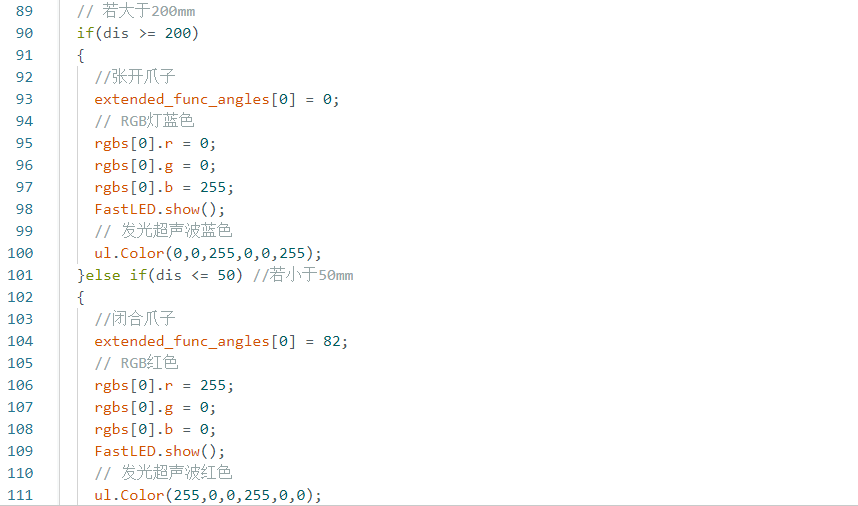 89 // 若大于200mm
90 if(dis >= 200)
91 {
92 //张开爪子
93 extended_func_angles[0] = 0;
94 // RGB灯蓝色
95 rgbs[0].r = 0;
96 rgbs[0].g = 0;
97 rgbs[0].b = 255;
98 FastLED.show();
99 // 发光超声波蓝色
100 ul.Color(0,0,255,0,0,255);
101 }else if(dis <= 50) //若小于50mm
102 {
103 //闭合爪子
104 extended_func_angles[0] = 82;
105 // RGB红色
106 rgbs[0].r = 255;
107 rgbs[0].g = 0;
108 rgbs[0].b = 0;
109 FastLED.show();
110 // 发光超声波红色
111 ul.Color(255,0,0,255,0,0);